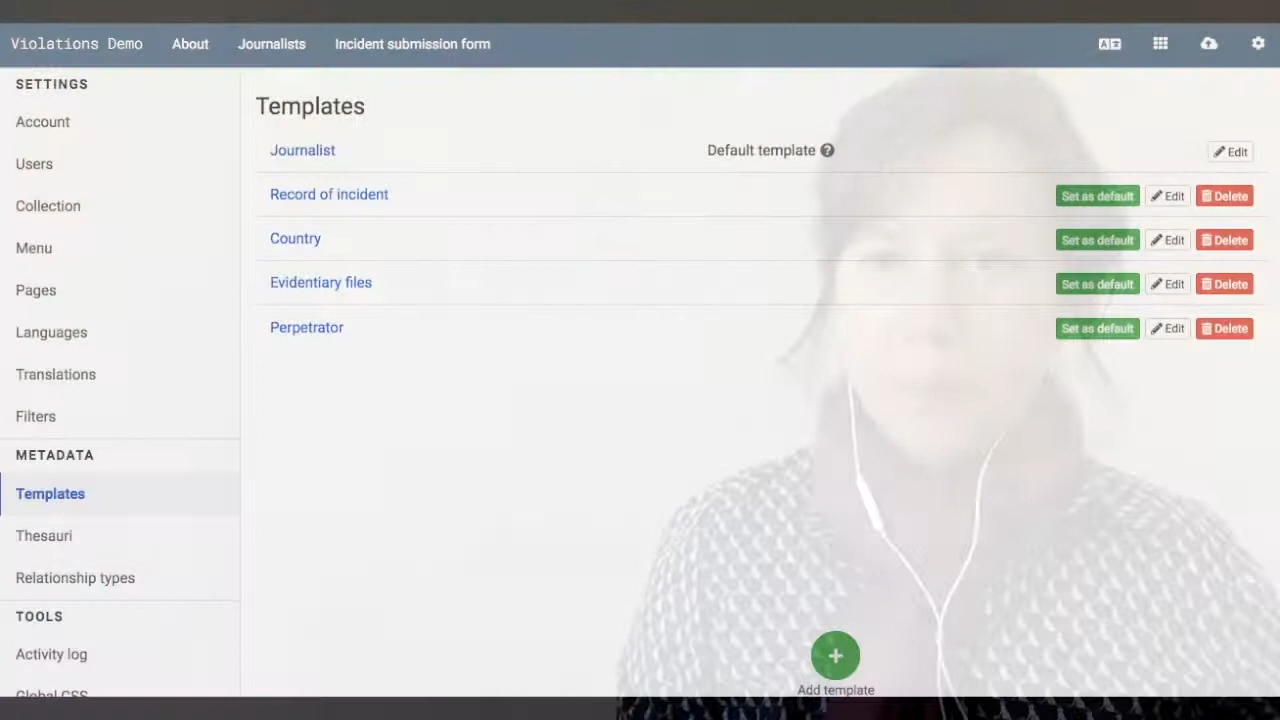 Violations Demo About Journalists Incident submission form
SETTINGS
Account
Users
Collection
Menu
Pages
Languages
Translations
Filters
METADATA
Templates
Thesauri
Relationship types
TOOLS
Activity log
Global CSS
Templates
Journalist Default template Edit
Record of incident Set as default Edit Delete
Country Set as default Edit Delete
Evidentiary files Set as default Edit Delete
Perpetrator Set as default Edit Delete
Add template